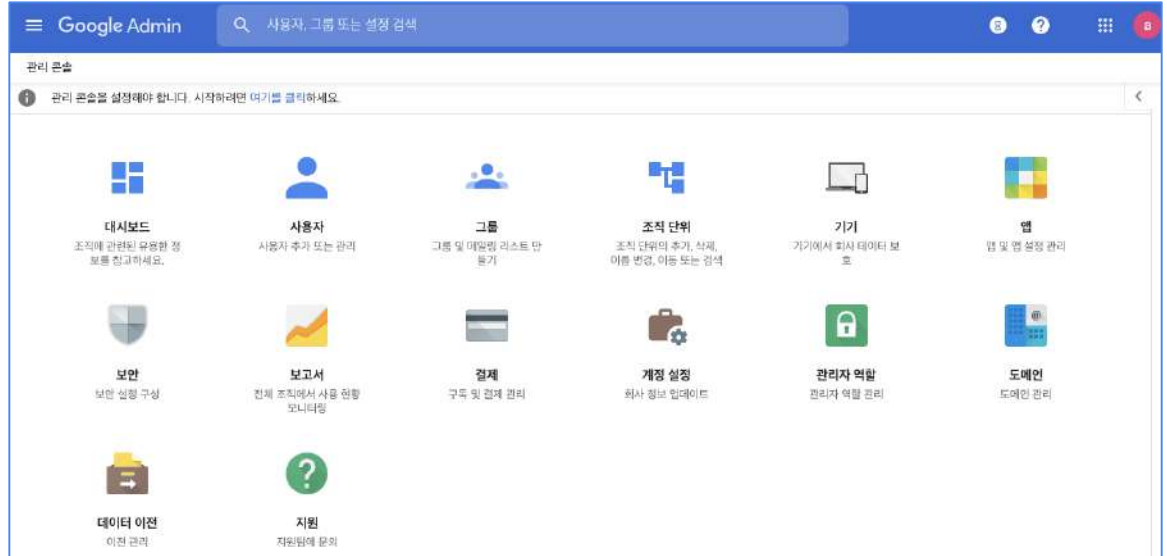 Google Admin
사용자, 그룹 또는 설정 검색
8
?
a
관리 콘솔
관리 콘솔을 설정해야 합니다. 시작하려면 여기를 클릭하세요.
대시보드
조직에 관련된 유용한 정
보를 참고하세요.
사용자
사용자 추가 또는 관리
그룹
그룹 및 메일링 리스트 만
들기
조직 단위
조직 단위의 추가, 삭제,
이름 변경, 이동 또는 검색
기기
기기에서 회사 데이터 보
호
앱
앱 및 앱 설정 관리
보안
보안 설정 구성
보고서
전체 조직에서 사용 현황
모니터링
결제
구독 및 결제 관리
계정 설정
회사 정보 업데이트
관리자 역할
관리자 역할 관리
@
도메인
도메인 관리
데이터 이전
이전 관리
?
지원
지원팀에 문의